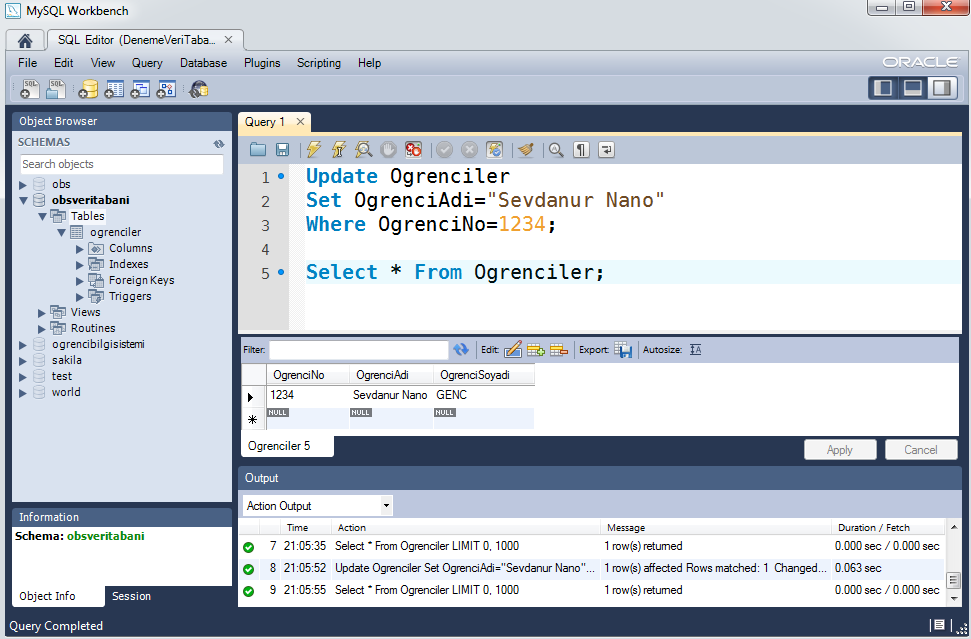 MySQL Workbench
SQL Editor (DenemeVeriTaba...
File Edit View Query Database Plugins Scripting Help
ORACLE
Object Browser
SCHEMAS
Search objects
obs
obsveritabani
Tables
ogrenciler
Columns
Indexes
Foreign Keys
Triggers
Views
Routines
ogrencibilgisistemi
sakila
test
world
Information
Schema: obsveritabani
Object Info Session
Query 1
1 Update Ogrenciler
2 Set OgrenciAdi="Sevdanur Nano"
3 Where OgrenciNo=1234;
4
5 Select * From Ogrenciler;
Filter: Edit: Export: Autosize:
OgrenciNo OgrenciAdi OgrenciSoyadi
1234 Sevdanur Nano GENC
NULL NULL NULL
Ogrenciler 5
Apply Cancel
Output
Action Output
Time Action Message Duration / Fetch
7 21:05:35 Select * From Ogrenciler LIMIT 0, 1000 1 row(s) returned 0.000 sec / 0.000 sec
8 21:05:52 Update Ogrenciler Set OgrenciAdi="Sevdanur Nano"... 1 row(s) affected Rows matched: 1 Changed... 0.063 sec
9 21:05:55 Select * From Ogrenciler LIMIT 0, 1000 1 row(s) returned 0.000 sec / 0.000 sec
Query Completed